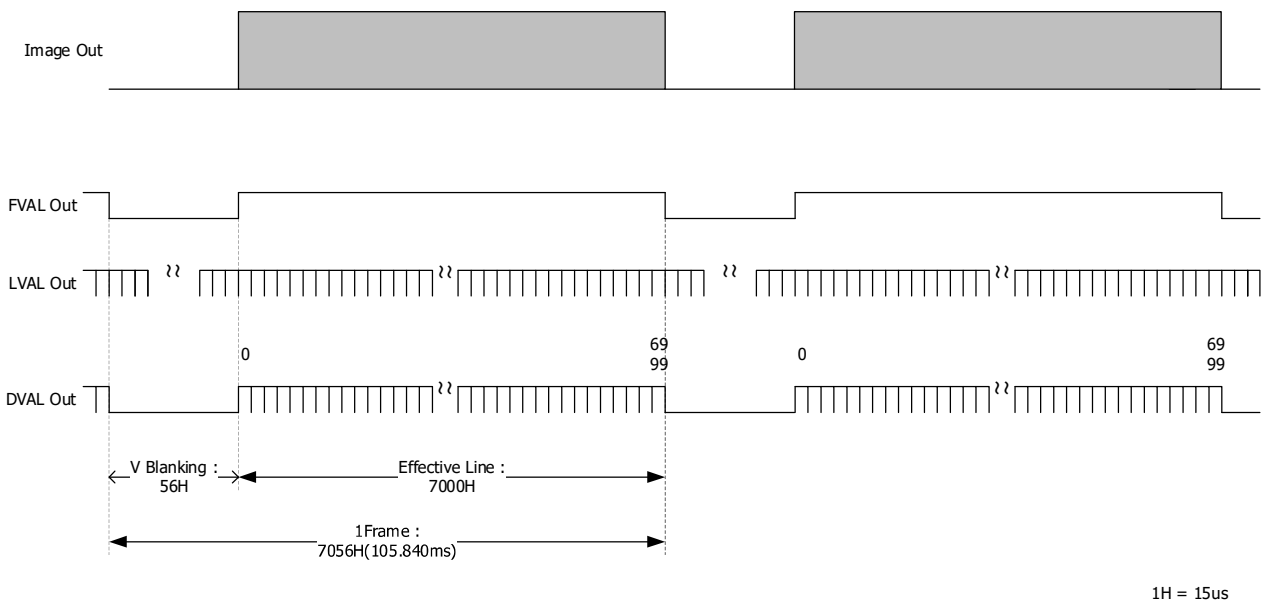 Image Out
FVAL Out
LVAL Out
0
69
99
0
69
99
DVAL Out
V Blanking :
56H
Effective Line :
7000H
1Frame :
7056H(105.840ms)
1H = 15us